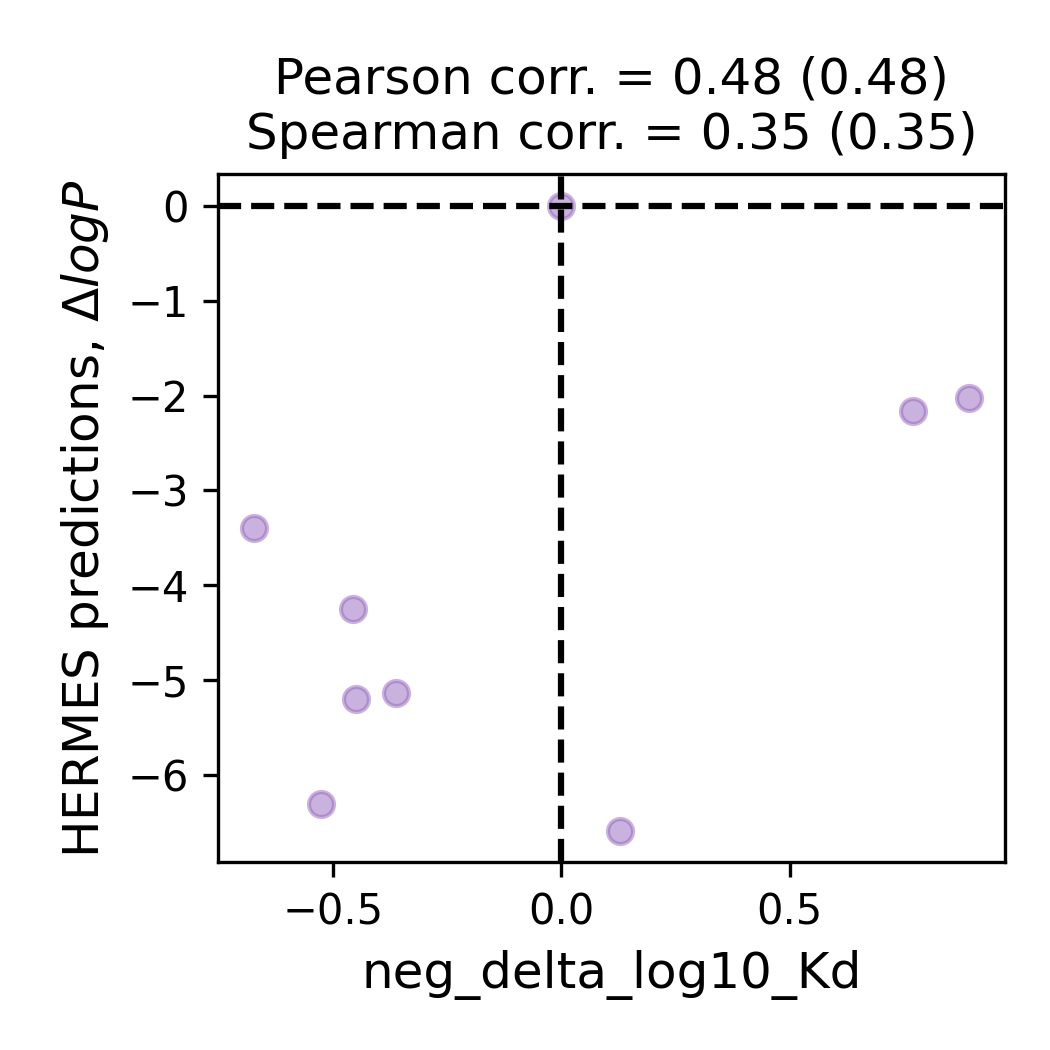 Pearson corr. = 0.48 (0.48)
Spearman corr. = 0.35 (0.35)
HERMES predictions, ΔlogP
0
−1
−2
−3
−4
−5
−6
−0.5
0.0
0.5
neg_delta_log10_Kd